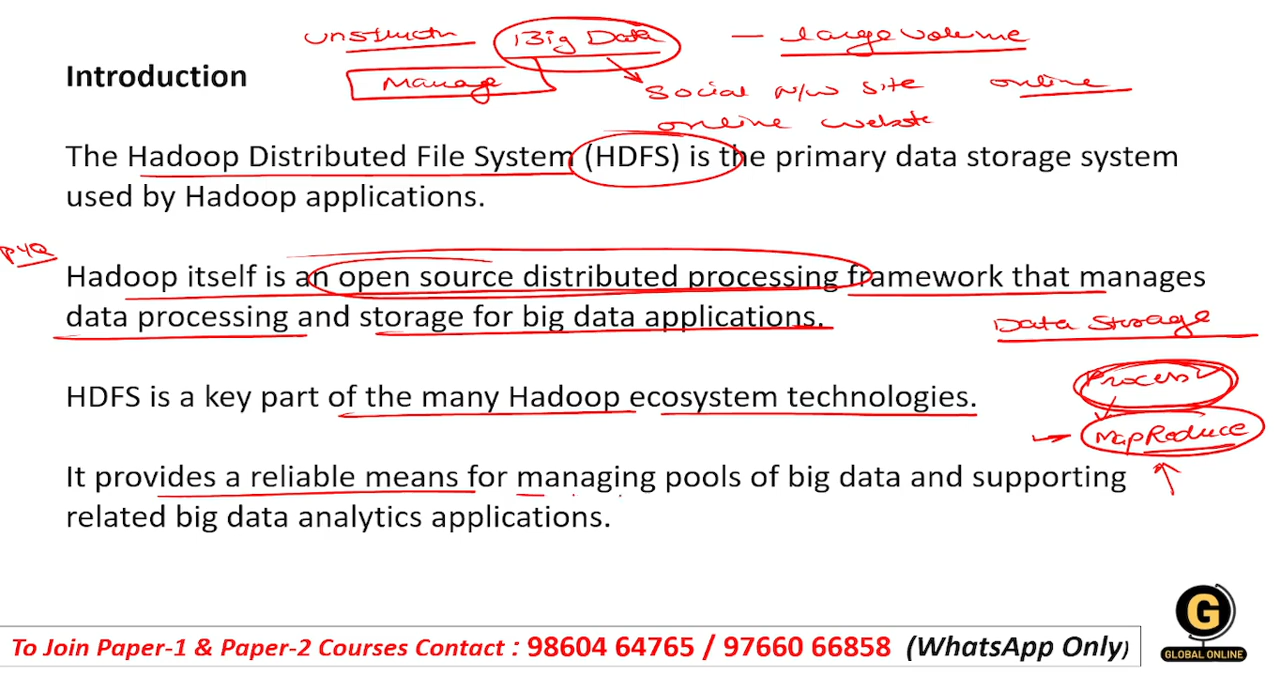 unstructn Big Data — large volume
Introduction
Manage
Social N/W Site online
online website
The Hadoop Distributed File System (HDFS) is the primary data storage system
used by Hadoop applications.
PYQ
Hadoop itself is an open source distributed processing framework that manages
data processing and storage for big data applications.
Data Storage
Process
HDFS is a key part of the many Hadoop ecosystem technologies.
MapReduce
It provides a reliable means for managing pools of big data and supporting
related big data analytics applications.
To Join Paper-1 & Paper-2 Courses Contact : 98604 64765 / 97660 66858 (WhatsApp Only)
G
GLOBAL ONLINE